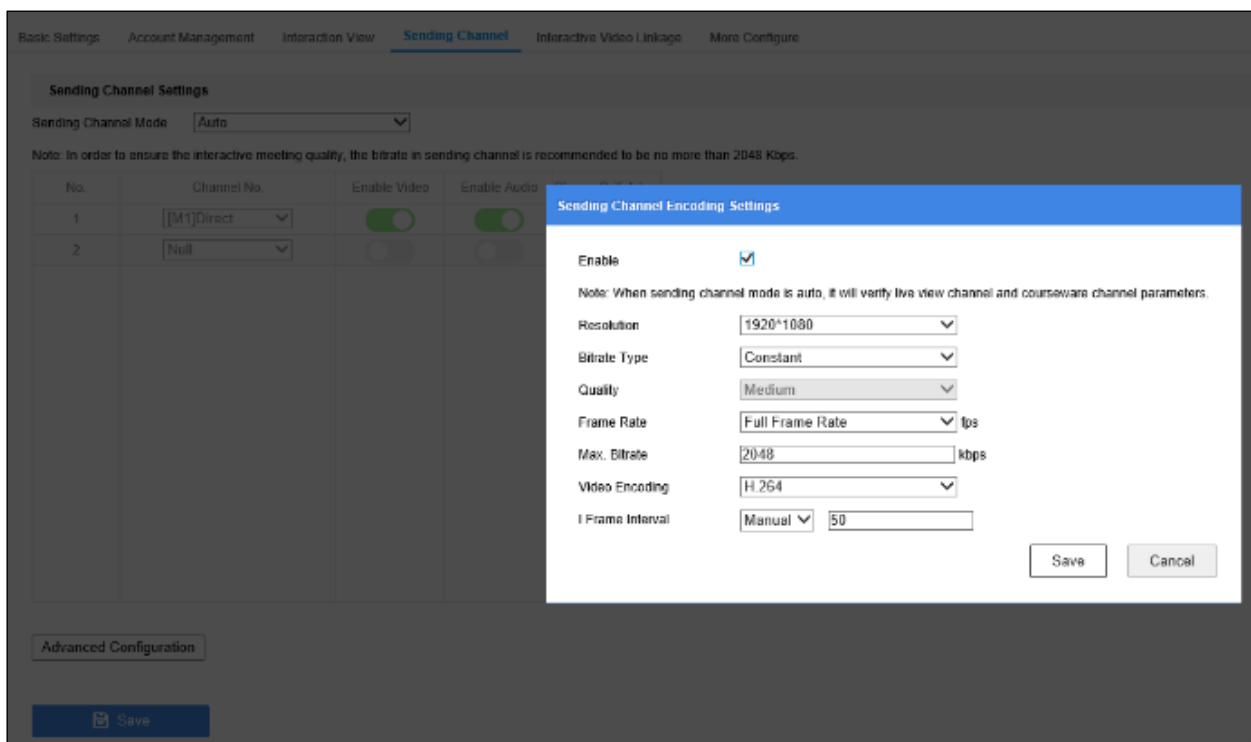 Basic Settings Account Management Interaction View Sending Channel Interactive Video Linkage More Configure
Sending Channel Settings
Sending Channel Mode Auto
Note: In order to ensure the interactive meeting quality, the bitrate in sending channel is recommended to be no more than 2048 Kbps.
No. Channel No. Enable Video Enable Audio
1 [M1]Direct
2 Null
Sending Channel Encoding Settings
Enable
Note: When sending channel mode is auto, it will verify live view channel and courseware channel parameters.
Resolution 1920*1080
Bitrate Type Constant
Quality Medium
Frame Rate Full Frame Rate fps
Max. Bitrate 2048 kbps
Video Encoding H.264
I Frame Interval Manual 50
Save Cancel
Advanced Configuration
Save